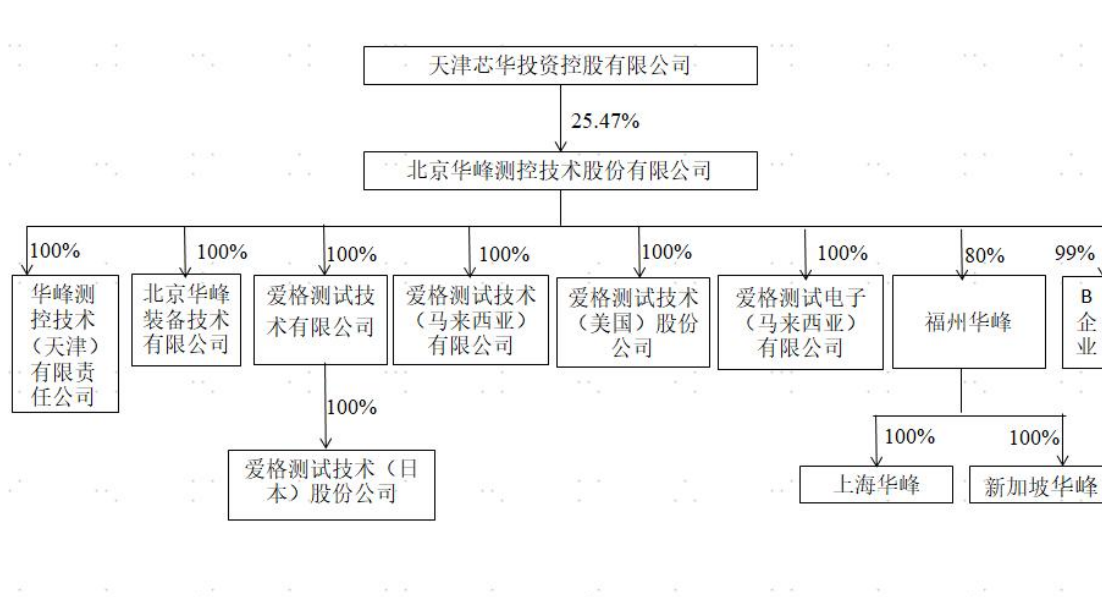 天津芯华投资控股有限公司
25.47%
北京华峰测控技术股份有限公司
100%
100%
100%
100%
100%
100%
80%
99%
华峰测
控技术
（天津）
有限责
任公司
北京华峰
装备技术
有限公司
爱格测试技
术有限公司
爱格测试技术
（马来西亚）
有限公司
爱格测试技术
（美国）股份
公司
爱格测试电子
（马来西亚）
有限公司
福州华峰
B
企
业
100%
100%
100%
爱格测试技术（日
本）股份公司
上海华峰
新加坡华峰